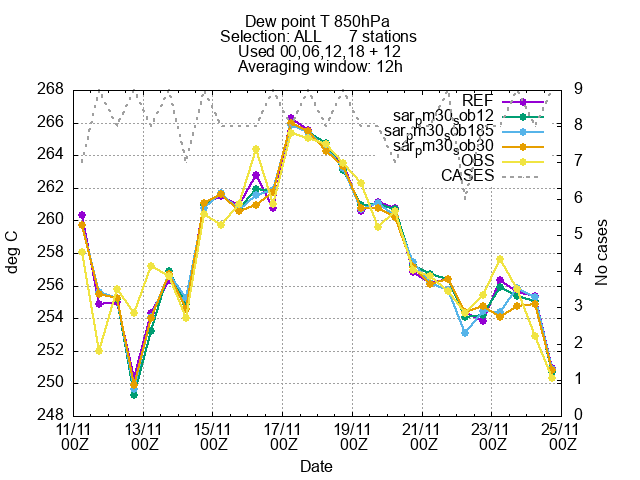 Dew point T 850hPa
Selection: ALL 7 stations
Used 00,06,12,18 + 12
Averaging window: 12h
268
266
264
262
260
258
256
254
252
250
248
deg C
9
8
7
6
5
4
3
2
1
0
No cases
REF
sar_pm30_sob12
sar_pm30_sob185
sar_pm30_sob30
OBS
CASES
11/11 13/11 15/11 17/11 19/11 21/11 23/11 25/11
00Z 00Z 00Z 00Z 00Z 00Z 00Z 00Z
Date